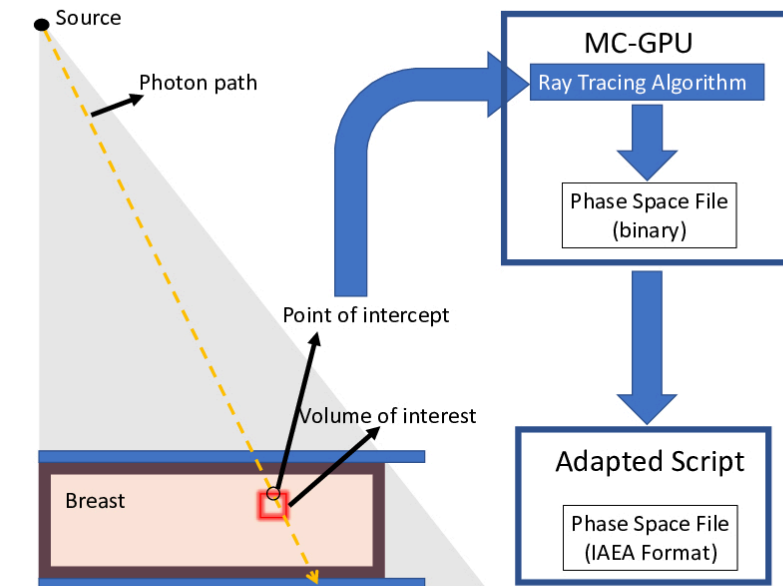 Source
Photon path
Point of intercept
Volume of interest
Breast
MC-GPU
Ray Tracing Algorithm
Phase Space File
(binary)
Adapted Script
Phase Space File
(IAEA Format)